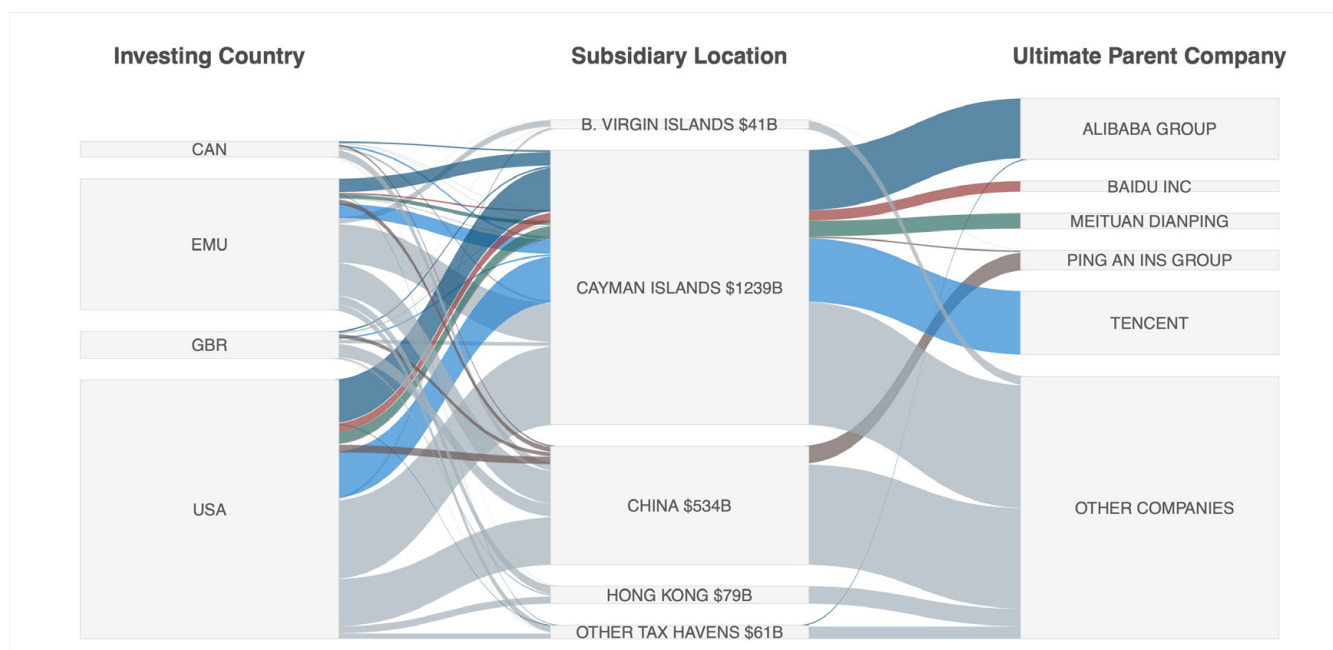 Investing Country
Subsidiary Location
Ultimate Parent Company
CAN
EMU
GBR
USA
B. VIRGIN ISLANDS $41B
CAYMAN ISLANDS $1239B
CHINA $534B
HONG KONG $79B
OTHER TAX HAVENS $61B
ALIBABA GROUP
BAIDU INC
MEITUAN DIANPING
PING AN INS GROUP
TENCENT
OTHER COMPANIES